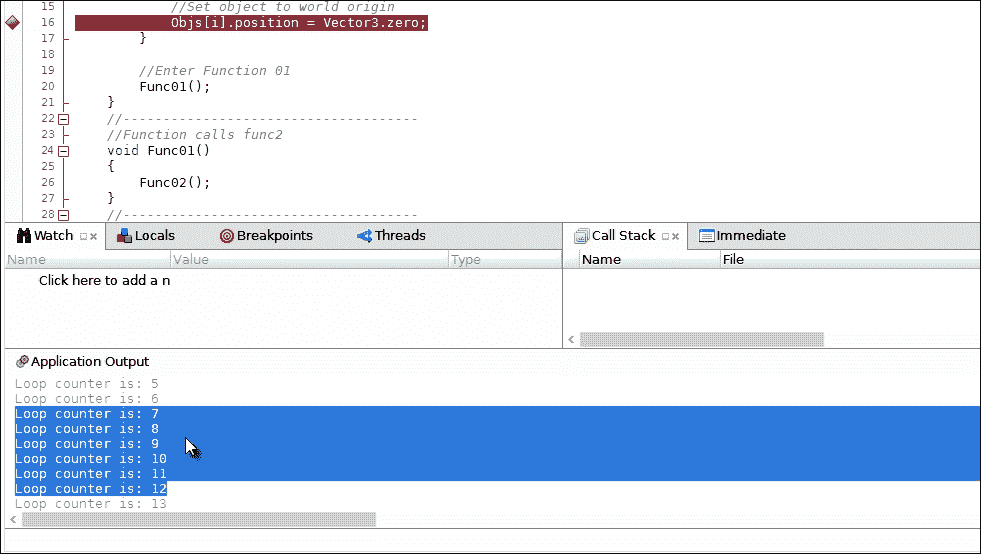 15 //Set object to world origin
16 Objs[i].position = Vector3.zero;
17 }
18
19 //Enter Function 01
20 Func01();
21 }
22 //-------------------------------------
23 //Function calls func2
24 void Func01()
25 {
26 Func02();
27 }
28 //-------------------------------------
Watch Locals Breakpoints Threads
Name Value Type
Click here to add a n
Call Stack Immediate
Name File
Application Output
Loop counter is: 5
Loop counter is: 6
Loop counter is: 7
Loop counter is: 8
Loop counter is: 9
Loop counter is: 10
Loop counter is: 11
Loop counter is: 12
Loop counter is: 13